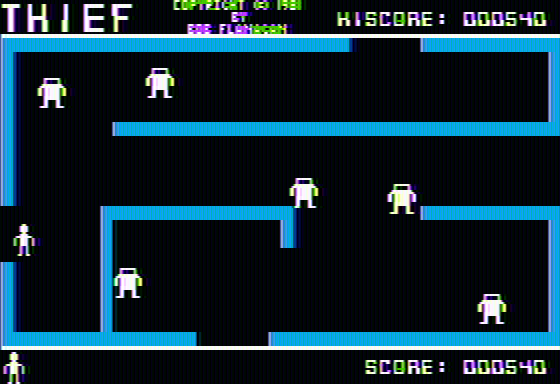 THIEF
COPYRIGHT (C) 1981
BY
BOB FLANAGAN
HISCORE: 000540
SCORE: 000540